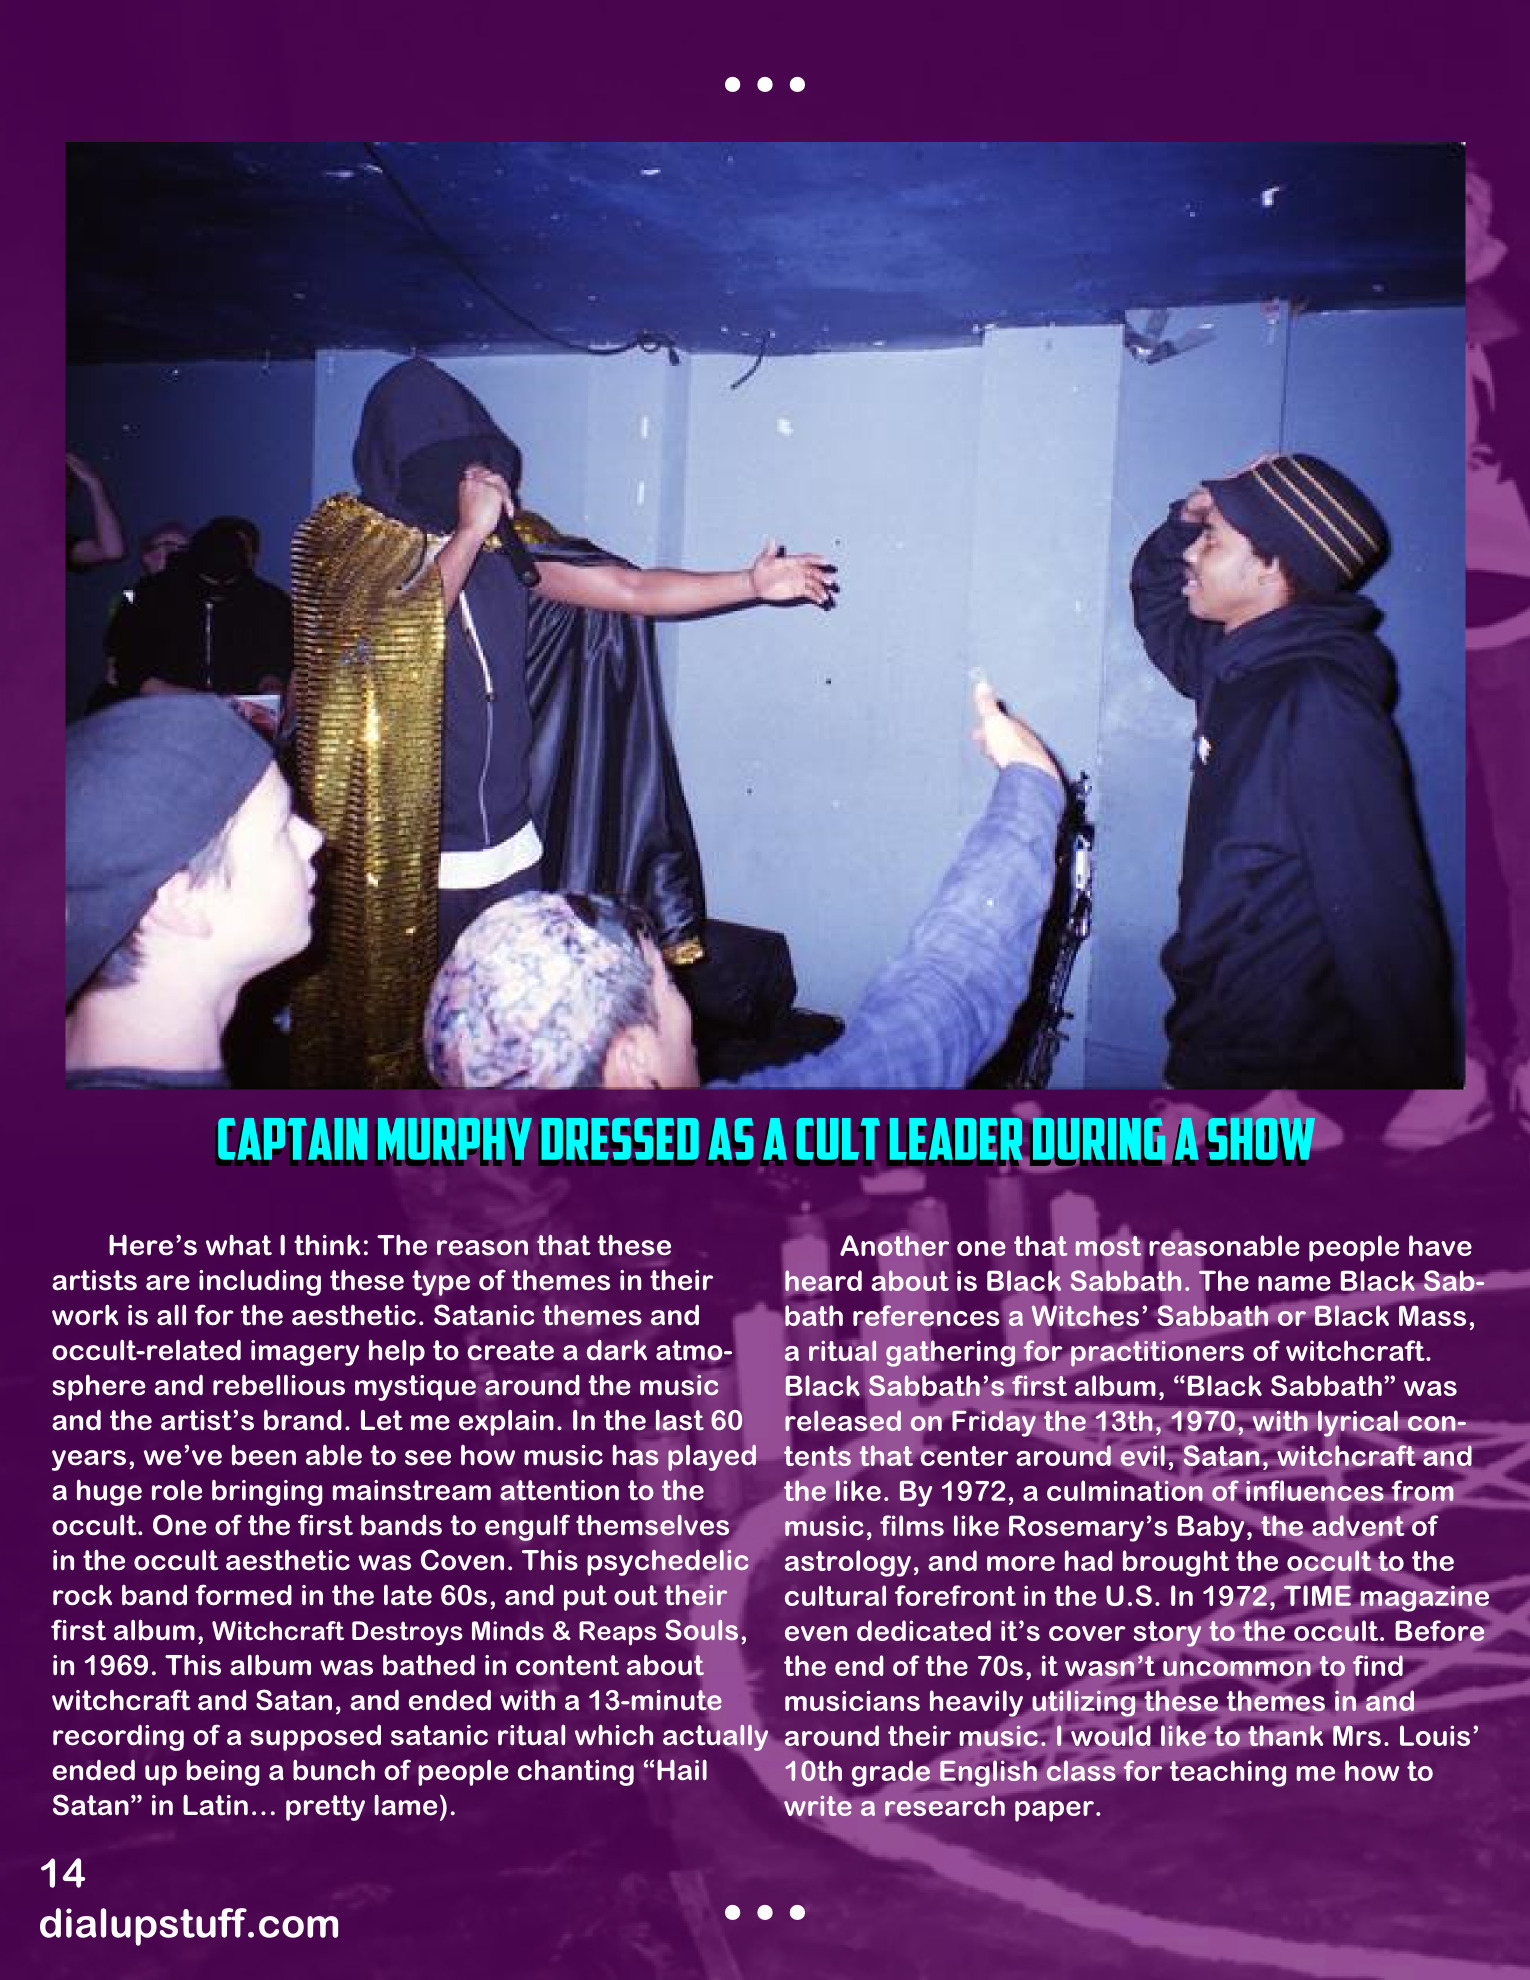 CAPTAIN MURPHY DRESSED AS A CULT LEADER DURING A SHOW
Here’s what I think: The reason that these
artists are including these type of themes in their
work is all for the aesthetic. Satanic themes and
occult-related imagery help to create a dark atmo-
sphere and rebellious mystique around the music
and the artist’s brand. Let me explain. In the last 60
years, we’ve been able to see how music has played
a huge role bringing mainstream attention to the
occult. One of the first bands to engulf themselves
in the occult aesthetic was Coven. This psychedelic
rock band formed in the late 60s, and put out their
first album, Witchcraft Destroys Minds & Reaps Souls,
in 1969. This album was bathed in content about
witchcraft and Satan, and ended with a 13-minute
recording of a supposed satanic ritual which actually
ended up being a bunch of people chanting “Hail
Satan” in Latin... pretty lame).
Another one that most reasonable people have
heard about is Black Sabbath. The name Black Sab-
bath references a Witches’ Sabbath or Black Mass,
a ritual gathering for practitioners of witchcraft.
Black Sabbath’s first album, “Black Sabbath” was
released on Friday the 13th, 1970, with lyrical con-
tents that center around evil, Satan, witchcraft and
the like. By 1972, a culmination of influences from
music, films like Rosemary’s Baby, the advent of
astrology, and more had brought the occult to the
cultural forefront in the U.S. In 1972, TIME magazine
even dedicated it’s cover story to the occult. Before
the end of the 70s, it wasn’t uncommon to find
musicians heavily utilizing these themes in and
around their music. I would like to thank Mrs. Louis’
10th grade English class for teaching me how to
write a research paper.
14
dialupstuff.com